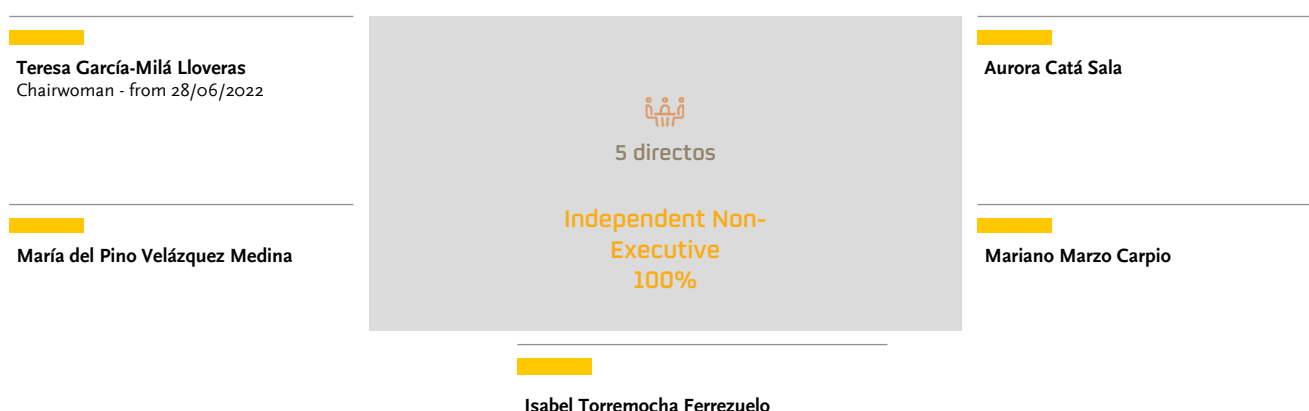 Teresa García-Milá Lloveras
Chairwoman - from 28/06/2022
5 directos
Independent Non-
Executive
100%
Aurora Catá Sala
María del Pino Velázquez Medina
Mariano Marzo Carpio
Isabel Torremocha Ferrezuelo